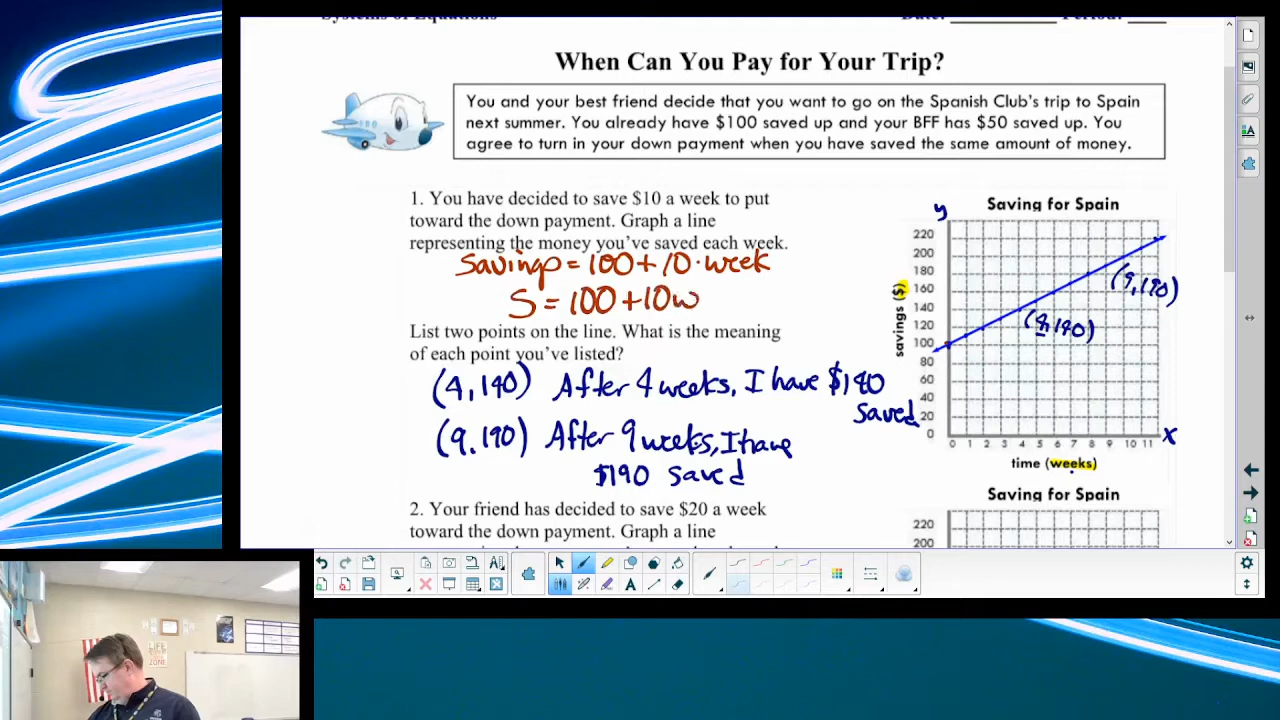 Systems of Equations Date: ____________ Period: ____
When Can You Pay for Your Trip?
You and your best friend decide that you want to go on the Spanish Club's trip to Spain
next summer. You already have $100 saved up and your BFF has $50 saved up. You
agree to turn in your down payment when you have saved the same amount of money.
1. You have decided to save $10 a week to put
toward the down payment. Graph a line
representing the money you've saved each week.
Savings = 100 + 10 · week
S = 100 + 10w
List two points on the line. What is the meaning
of each point you've listed?
(4, 140) After 4 weeks, I have $140
saved
(9, 190) After 9 weeks, I have
$190 saved
2. Your friend has decided to save $20 a week
toward the down payment. Graph a line
Saving for Spain
y
220
200
180
160
140
120
100
80
60
40
20
0
savings ($)
(9, 190)
(4, 140)
0 1 2 3 4 5 6 7 8 9 10 11
x
time (weeks)
Saving for Spain
220
200
LIFE
ZONE